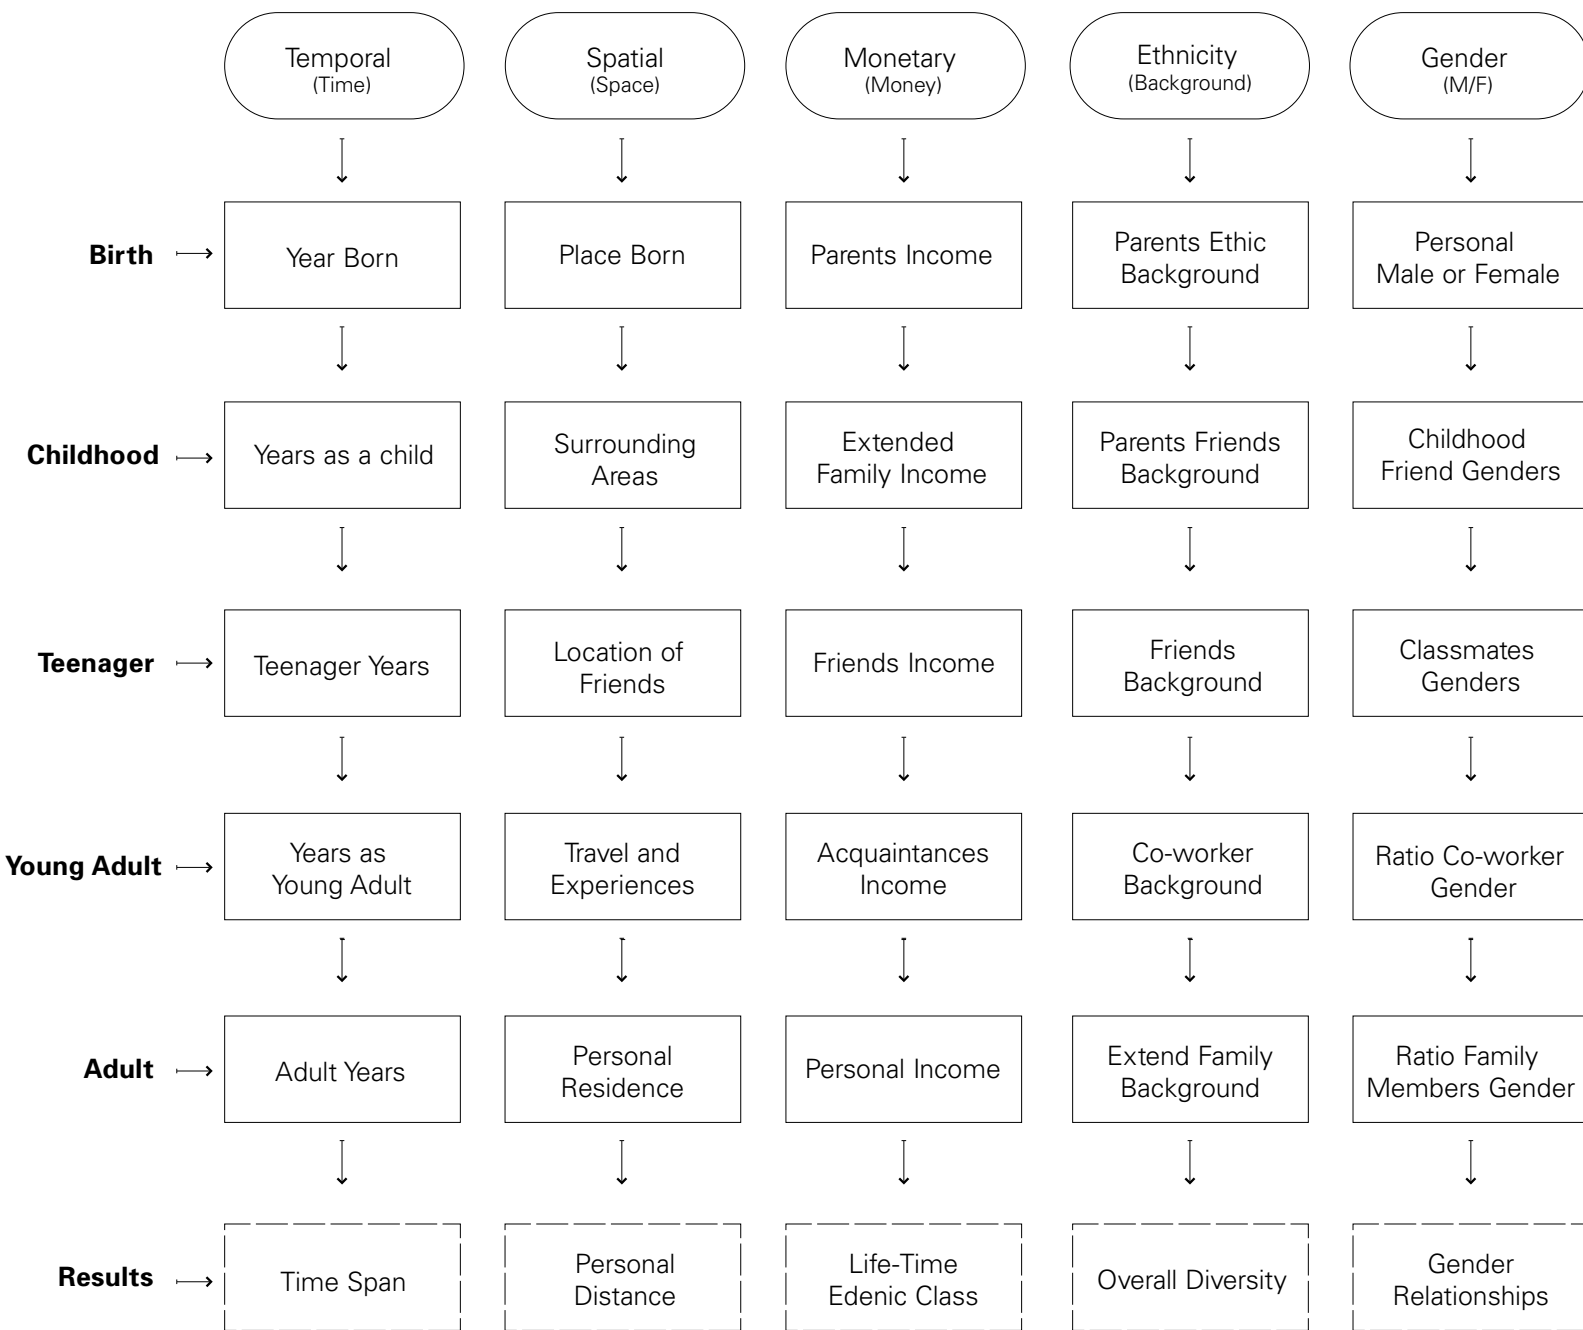 Temporal
(Time)
Spatial
(Space)
Monetary
(Money)
Ethnicity
(Background)
Gender
(M/F)
Birth
Year Born
Place Born
Parents Income
Parents Ethic
Background
Personal
Male or Female
Childhood
Years as a child
Surrounding
Areas
Extended
Family Income
Parents Friends
Background
Childhood
Friend Genders
Teenager
Teenager Years
Location of
Friends
Friends Income
Friends
Background
Classmates
Genders
Young Adult
Years as
Young Adult
Travel and
Experiences
Acquaintances
Income
Co-worker
Background
Ratio Co-worker
Gender
Adult
Adult Years
Personal
Residence
Personal Income
Extend Family
Background
Ratio Family
Members Gender
Results
Time Span
Personal
Distance
Life-Time
Edenic Class
Overall Diversity
Gender
Relationships